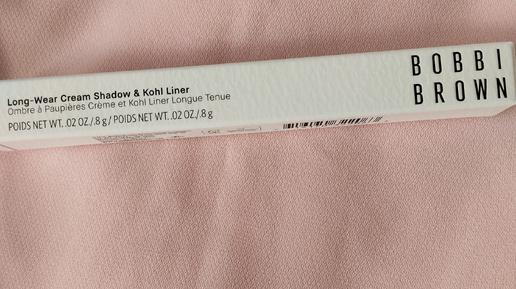 Long-Wear Cream Shadow & Kohl Liner
Ombre à Paupières Crème et Kohl Liner Longue Tenue
POIDS NET WT. .02 OZ./.8 g / POIDS NET WT. .02 OZ./.8 g
BOBBI
BROWN